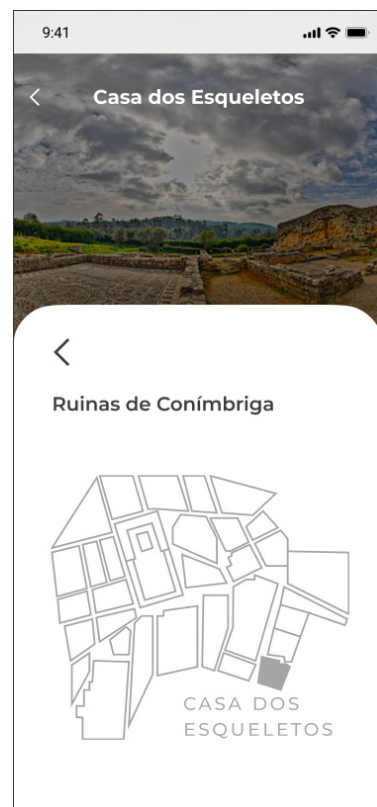 9:41
Casa dos Esqueletos
Ruinas de Conímbriga
CASA DOS
ESQUELETOS